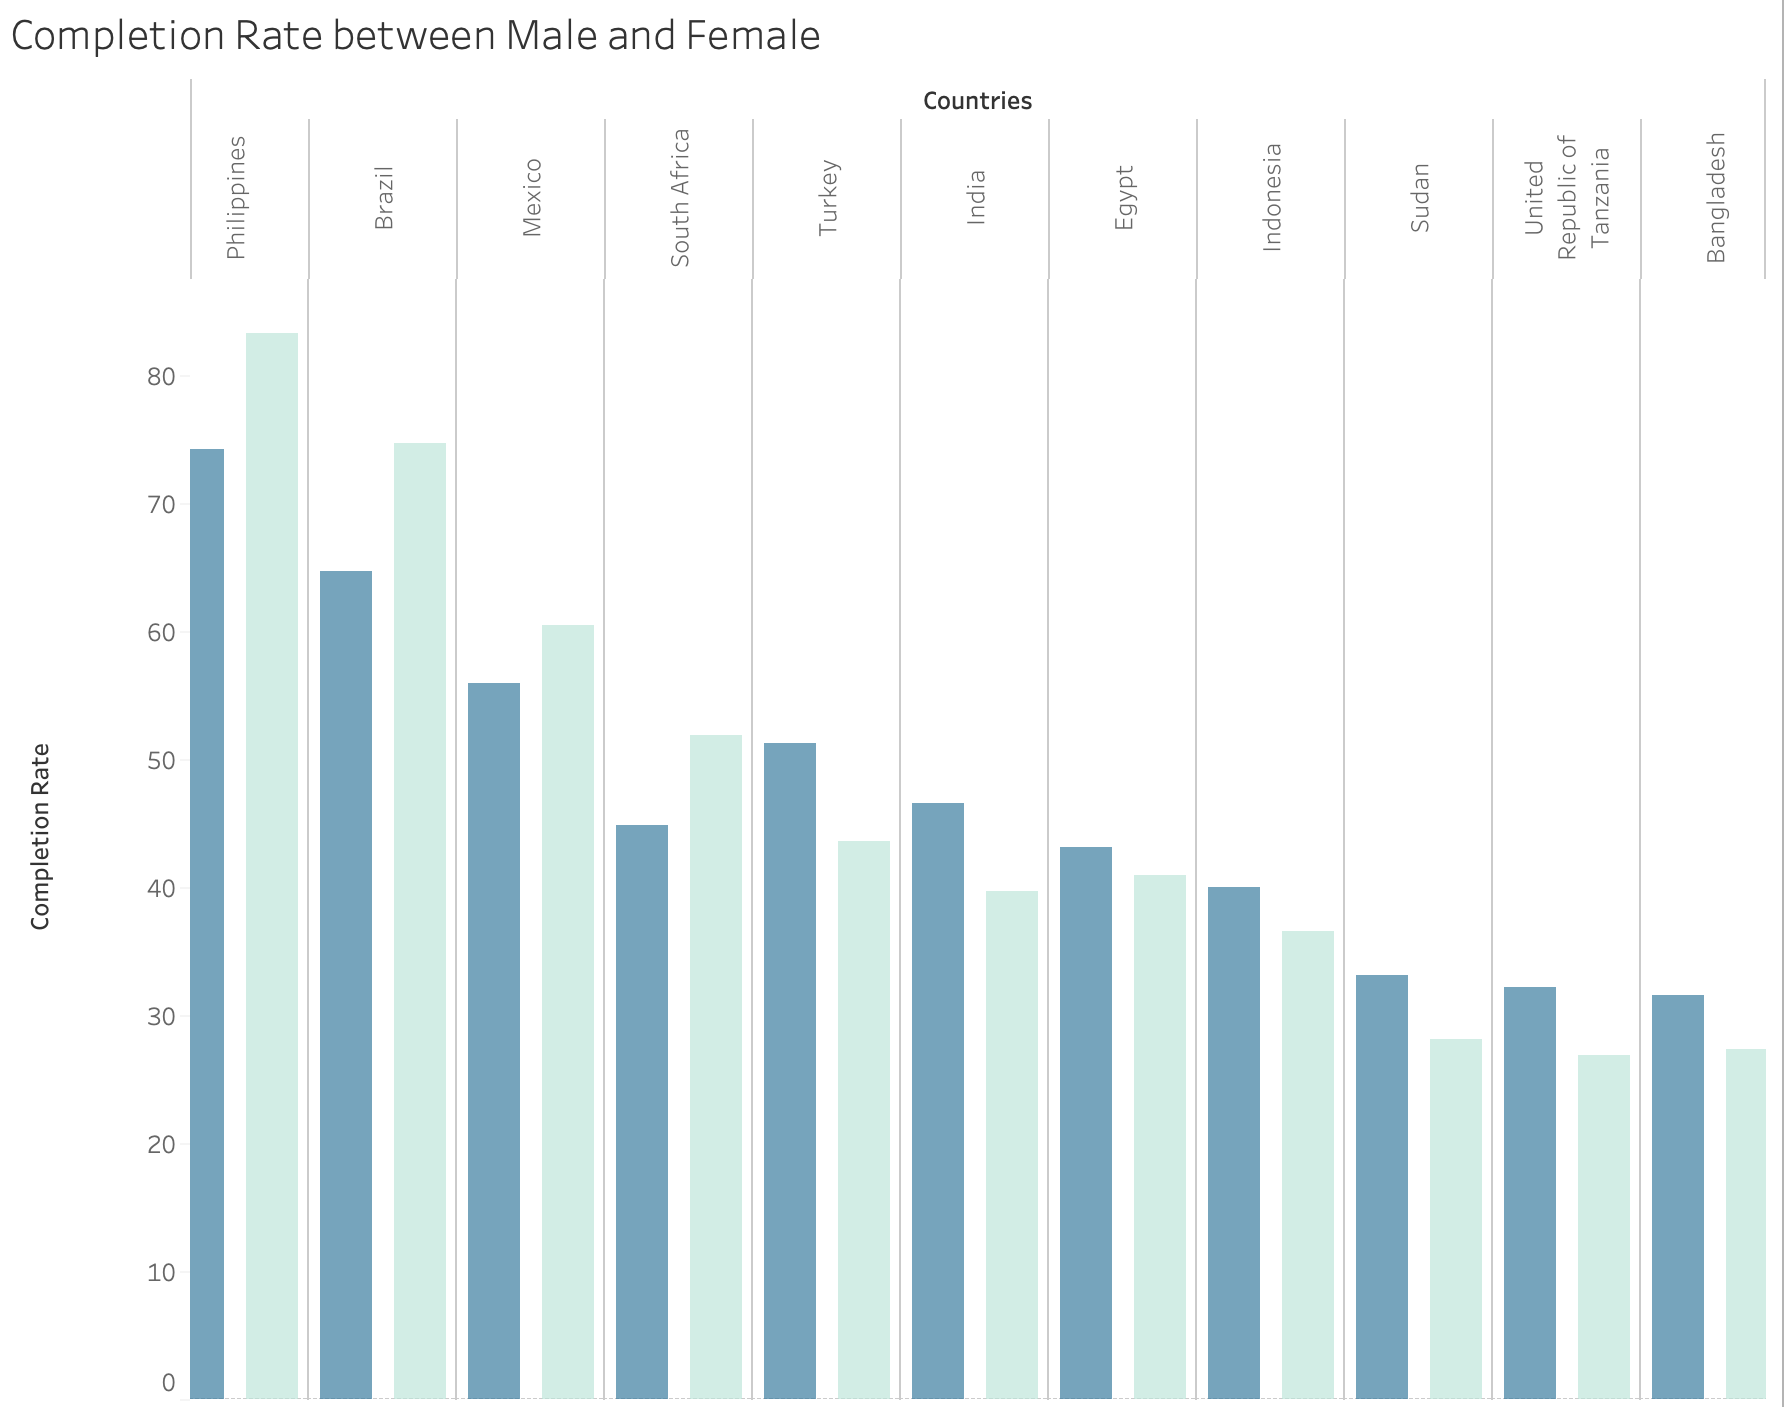 Completion Rate between Male and Female
Countries
Philippines
Brazil
Mexico
South Africa
Turkey
India
Egypt
Indonesia
Sudan
United
Republic of
Tanzania
Bangladesh
Completion Rate
80
70
60
50
40
30
20
10
0